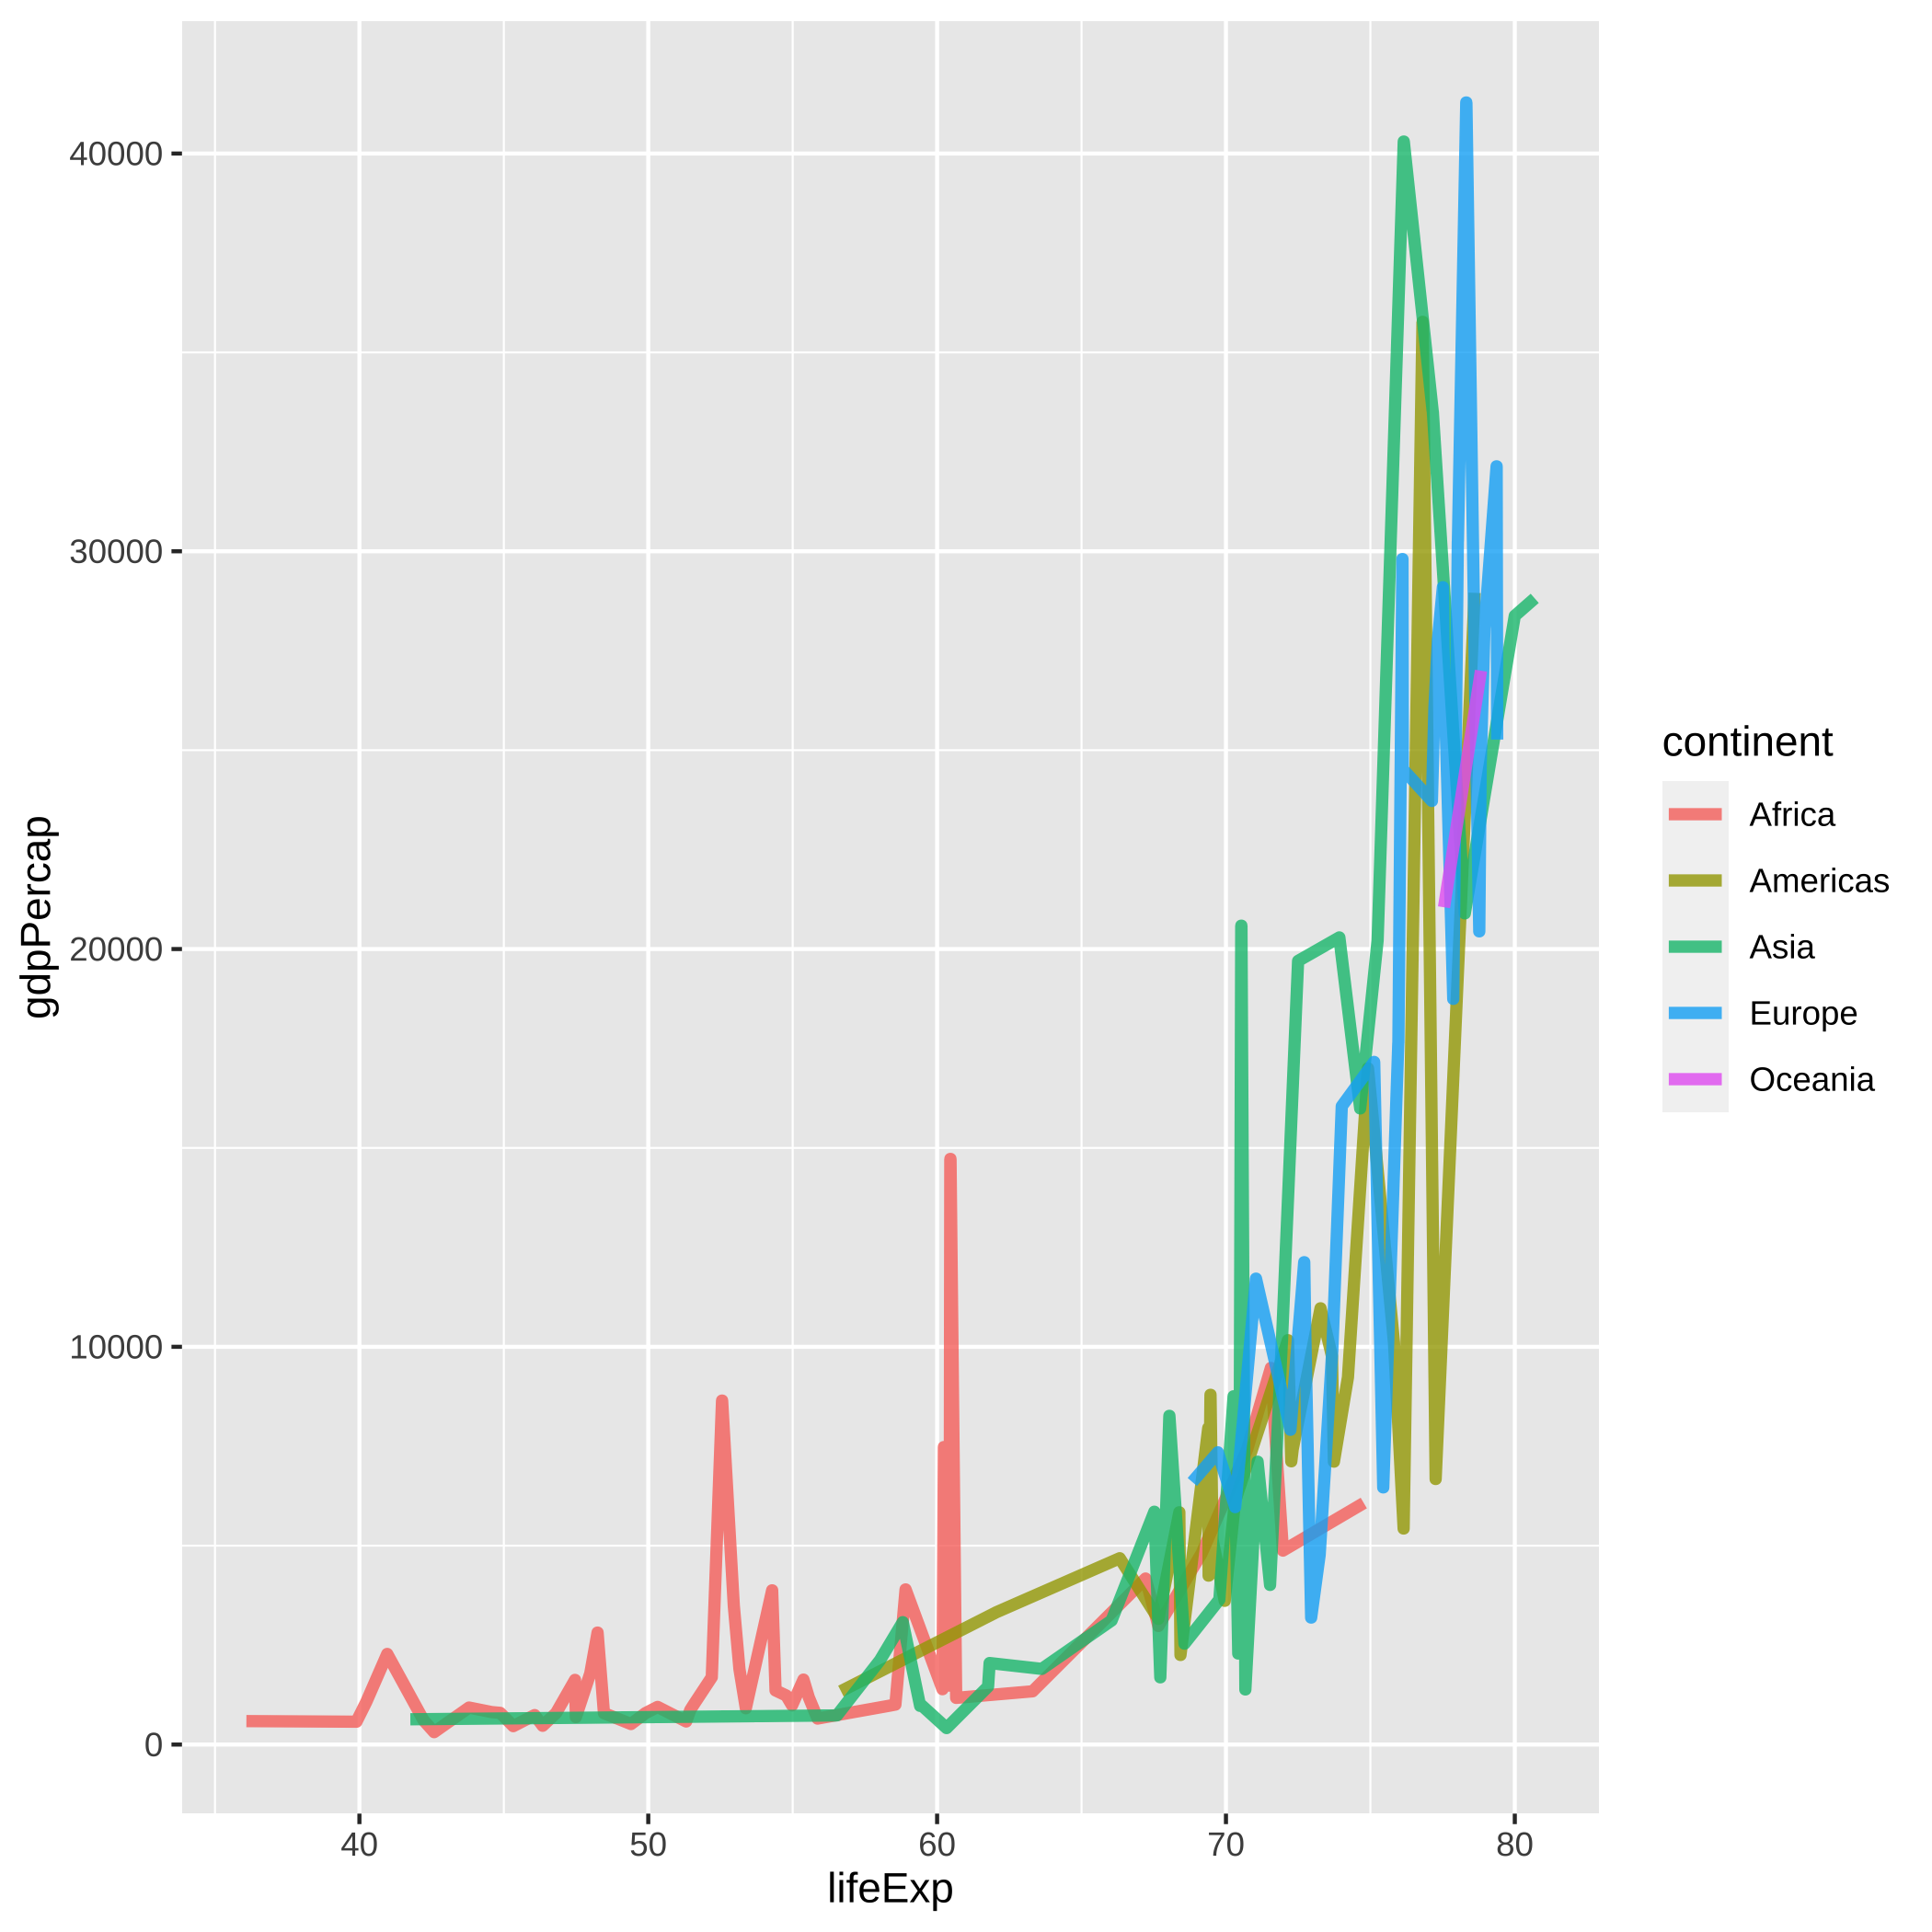 40000
30000
20000
10000
0
40
50
60
70
80
lifeExp
gdpPercap
continent
Africa
Americas
Asia
Europe
Oceania